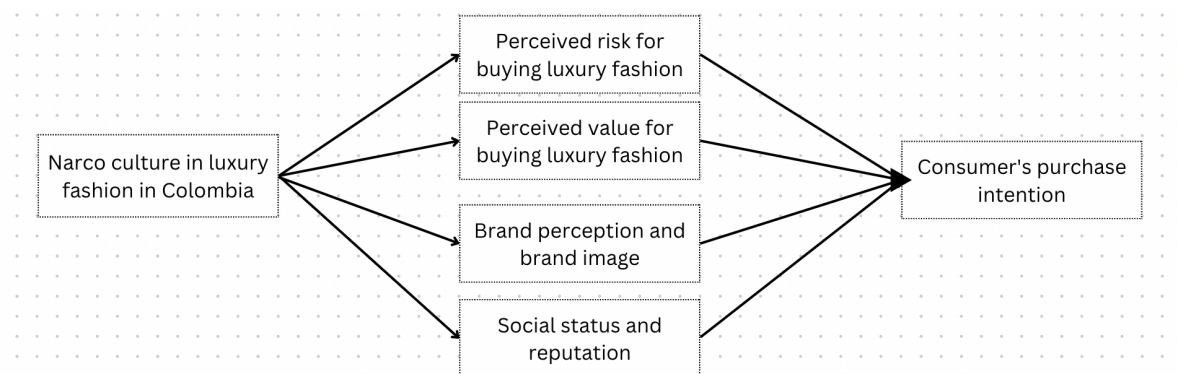 Perceived risk for
buying luxury fashion
Perceived value for
buying luxury fashion
Narco culture in luxury
fashion in Colombia
Consumer's purchase
intention
Brand perception and
brand image
Social status and
reputation